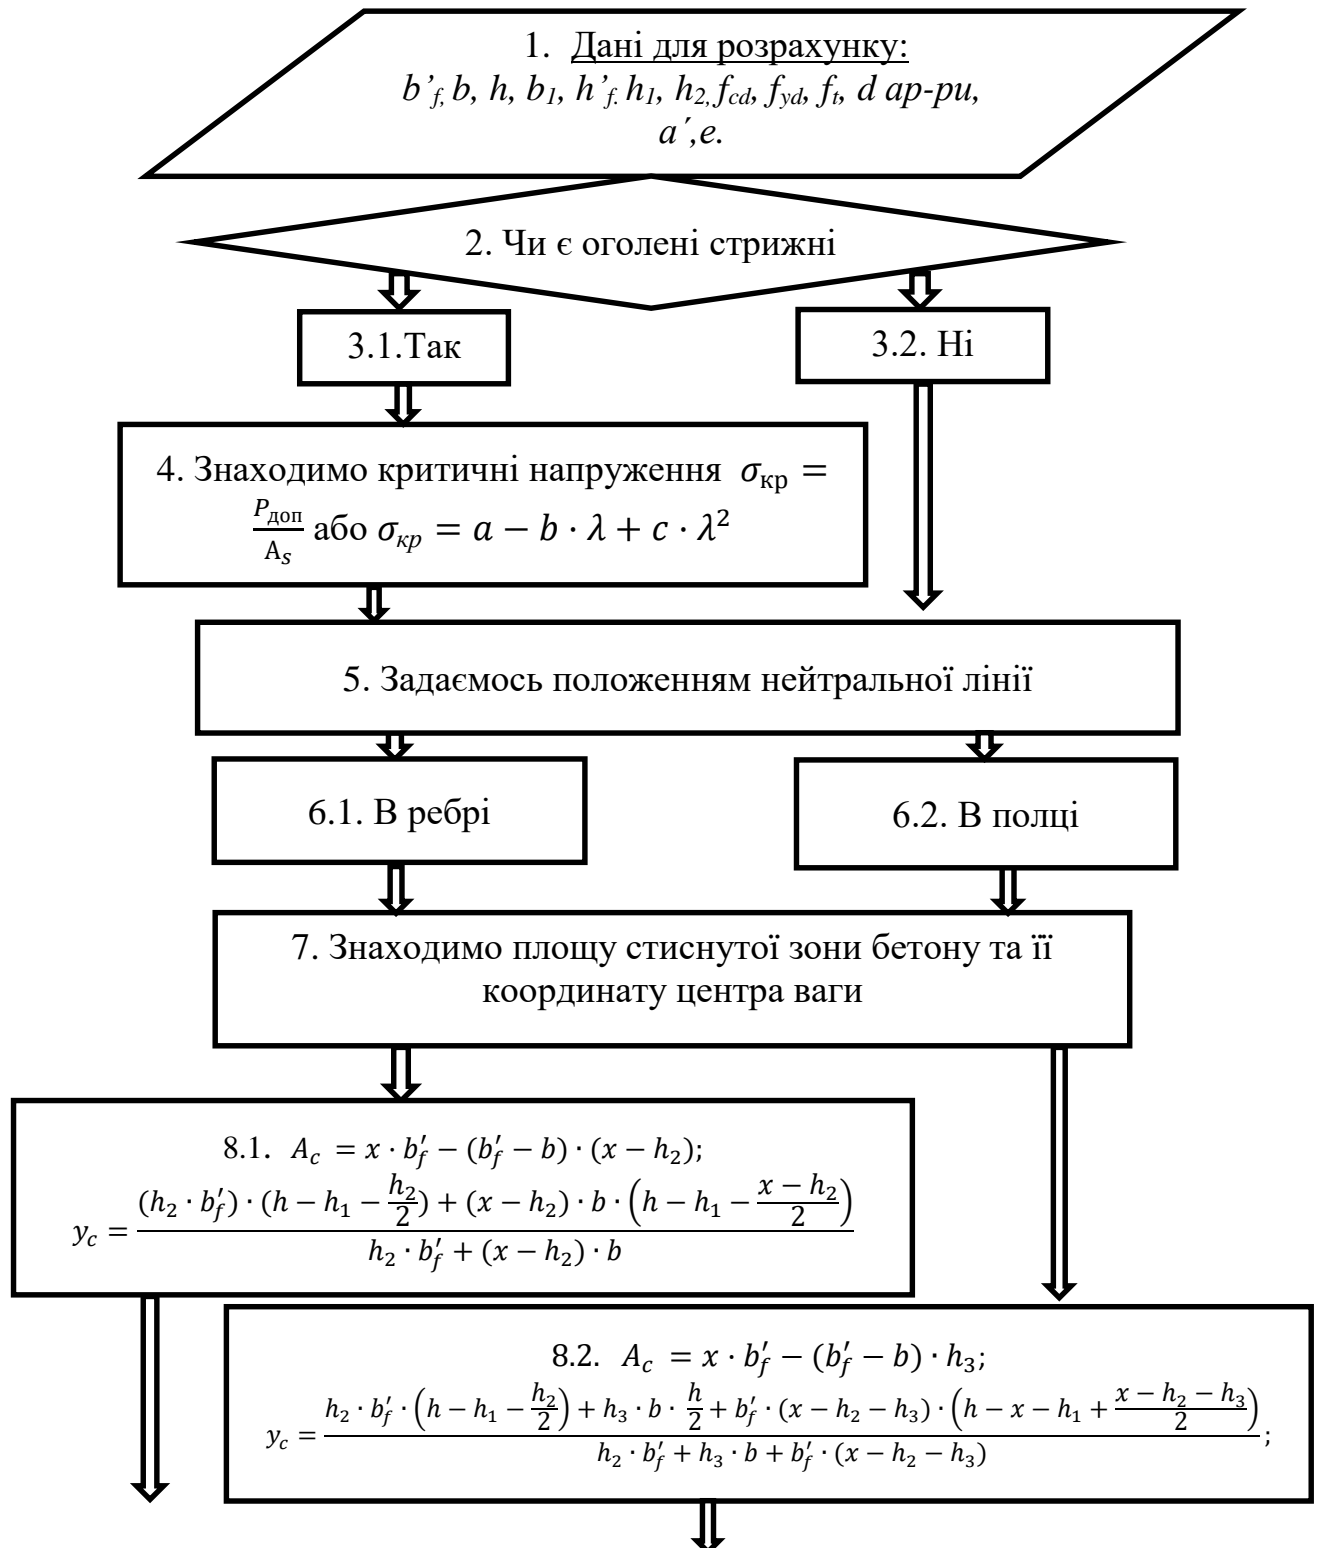 1. Дані для розрахунку:
b’f, b, h, b1, h’f. h1, h2, fcd, fyd, ft, d ар-ри,
a´,e.
2. Чи є оголені стрижні
3.1.Так
3.2. Ні
4. Знаходимо критичні напруження σкр =
Pдоп/As або σкр = a − b · λ + c · λ²
5. Задаємось положенням нейтральної лінії
6.1. В ребрі
6.2. В полці
7. Знаходимо площу стиснутої зони бетону та її
координату центра ваги
8.1. Ac = x · b′f − (b′f − b) · (x − h2);
yc = ((h2 · b′f) · (h − h1 − h2/2) + (x − h2) · b · (h − h1 − (x − h2)/2)) / (h2 · b′f + (x − h2) · b)
8.2. Ac = x · b′f − (b′f − b) · h3;
yc = (h2 · b′f · (h − h1 − h2/2) + h3 · b · h/2 + b′f · (x − h2 − h3) · (h − x − h1 + (x − h2 − h3)/2)) / (h2 · b′f + h3 · b + b′f · (x − h2 − h3));